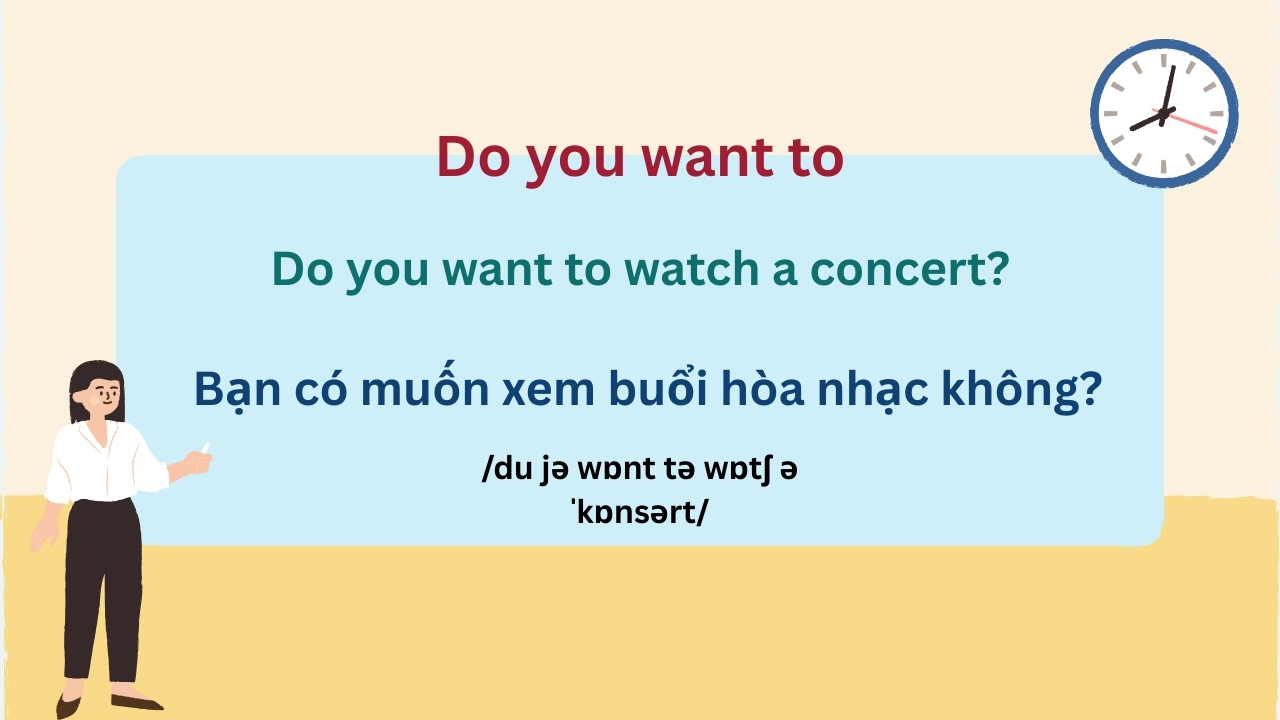 Do you want to
Do you want to watch a concert?
Bạn có muốn xem buổi hòa nhạc không?
/du jə wɒnt tə wɒtʃ ə
ˈkɒnsərt/